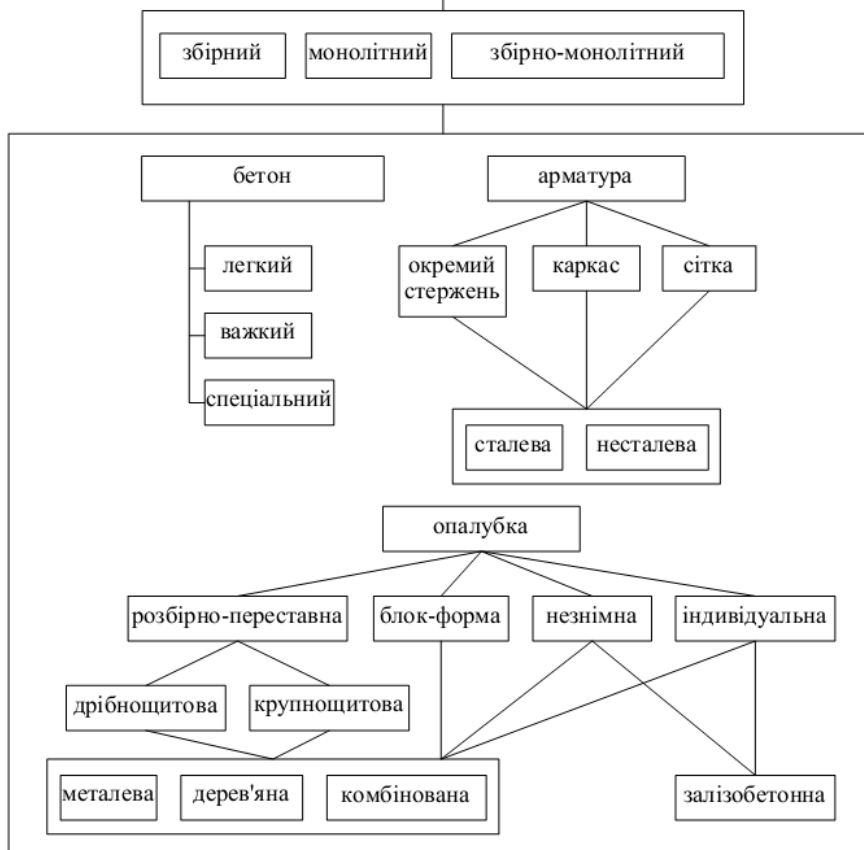 збірний
монолітний
збірно-монолітний
бетон
арматура
легкий
окремий
стержень
каркас
сітка
важкий
спеціальний
сталева
несталева
опалубка
розбірно-переставна
блок-форма
незнімна
індивідуальна
дрібнощитова
крупнощитова
металева
дерев'яна
комбінована
залізобетонна